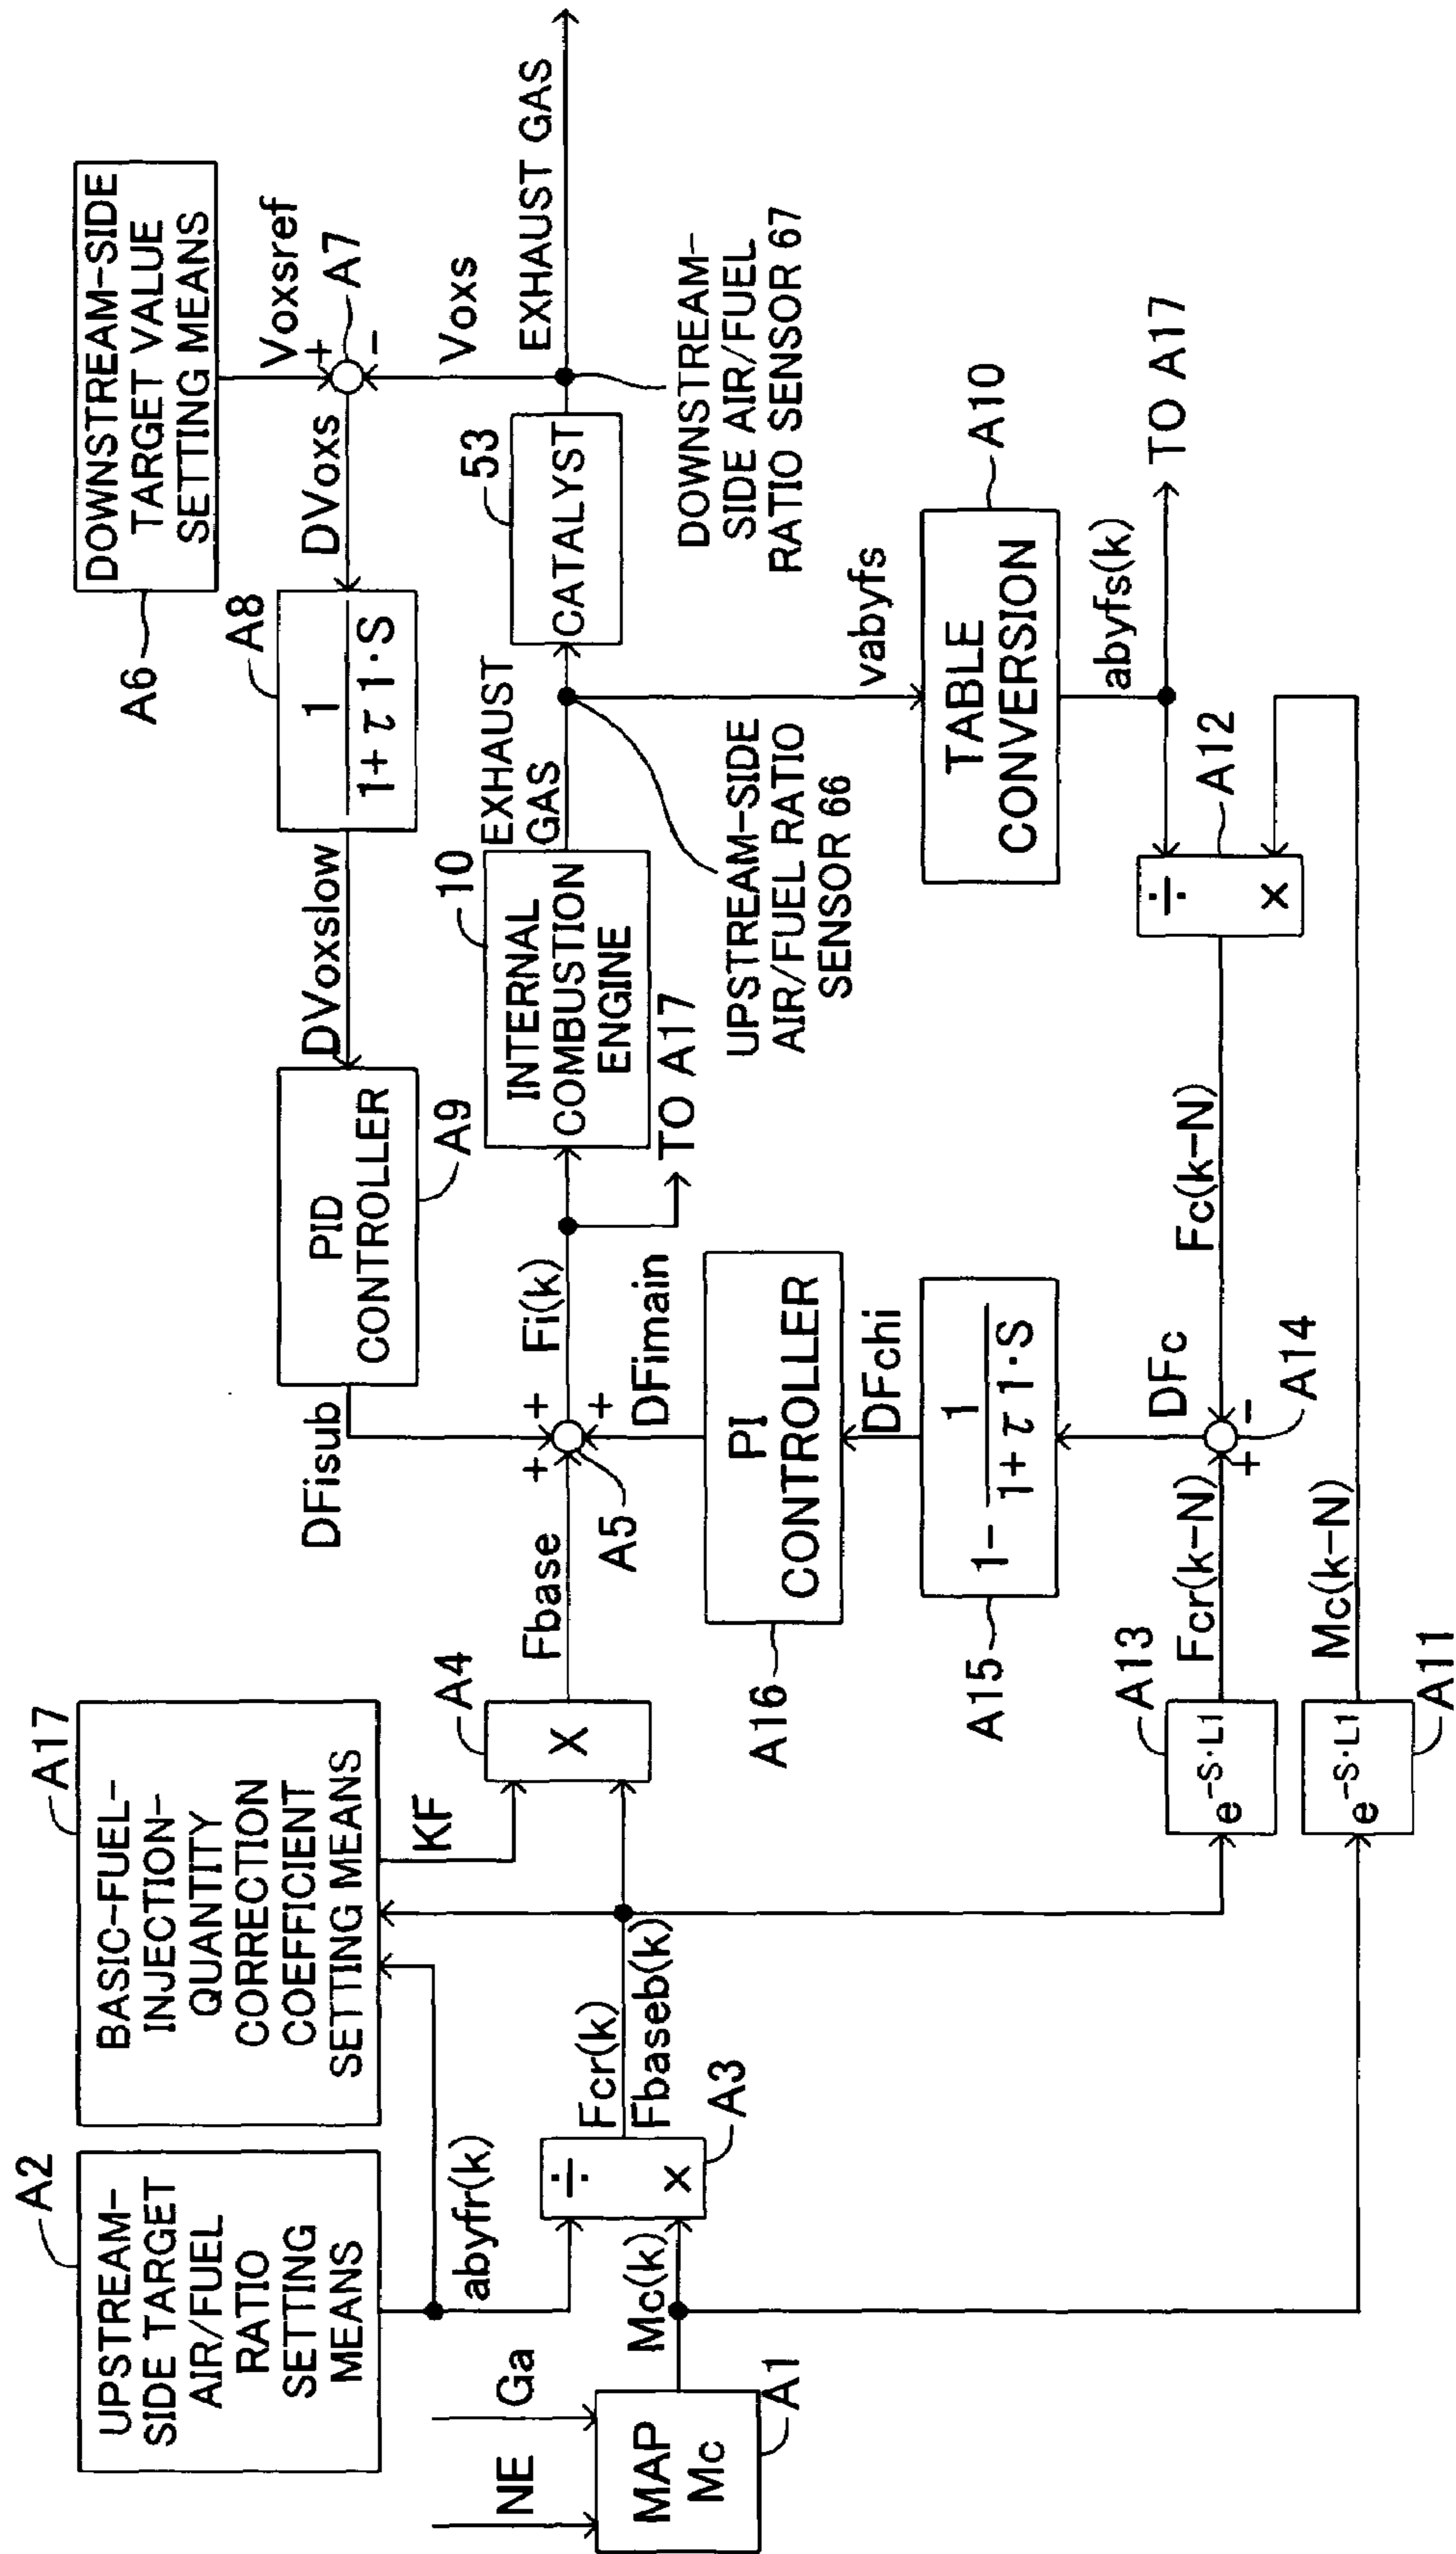 A2
UPSTREAM-
SIDE TARGET
AIR/FUEL
RATIO
SETTING
MEANS
A17
BASIC-FUEL-
INJECTION-
QUANTITY
CORRECTION
COEFFICIENT
SETTING MEANS
DOWNSTREAM-SIDE
TARGET VALUE
SETTING MEANS
A6
Voxsref
+
A7
-
Voxs
DVoxs
A8
1
1+τ1·S
DVoxslow
PID
CONTROLLER
A9
DFisub
NE
Ga
MAP
Mc
A1
Mc(k)
abyfr(k)
÷
×
A3
Fcr(k)
Fbaseb(k)
KF
A4
X
Fbase
+
+
+
A5
Fi(k)
TO A17
INTERNAL
COMBUSTION
ENGINE
10
EXHAUST
GAS
CATALYST
53
EXHAUST GAS
DOWNSTREAM-
SIDE AIR/FUEL
RATIO SENSOR 67
UPSTREAM-SIDE
AIR/FUEL RATIO
SENSOR 66
vabyfs
TABLE
CONVERSION
A10
abyfs(k)
TO A17
DFimain
PI
CONTROLLER
A16
DFchi
1-
1
1+τ1·S
A15
DFc
A13
e-S·L1
Fcr(k-N)
+
-
A14
Fc(k-N)
÷
×
A12
e-S·L1
A11
Mc(k-N)